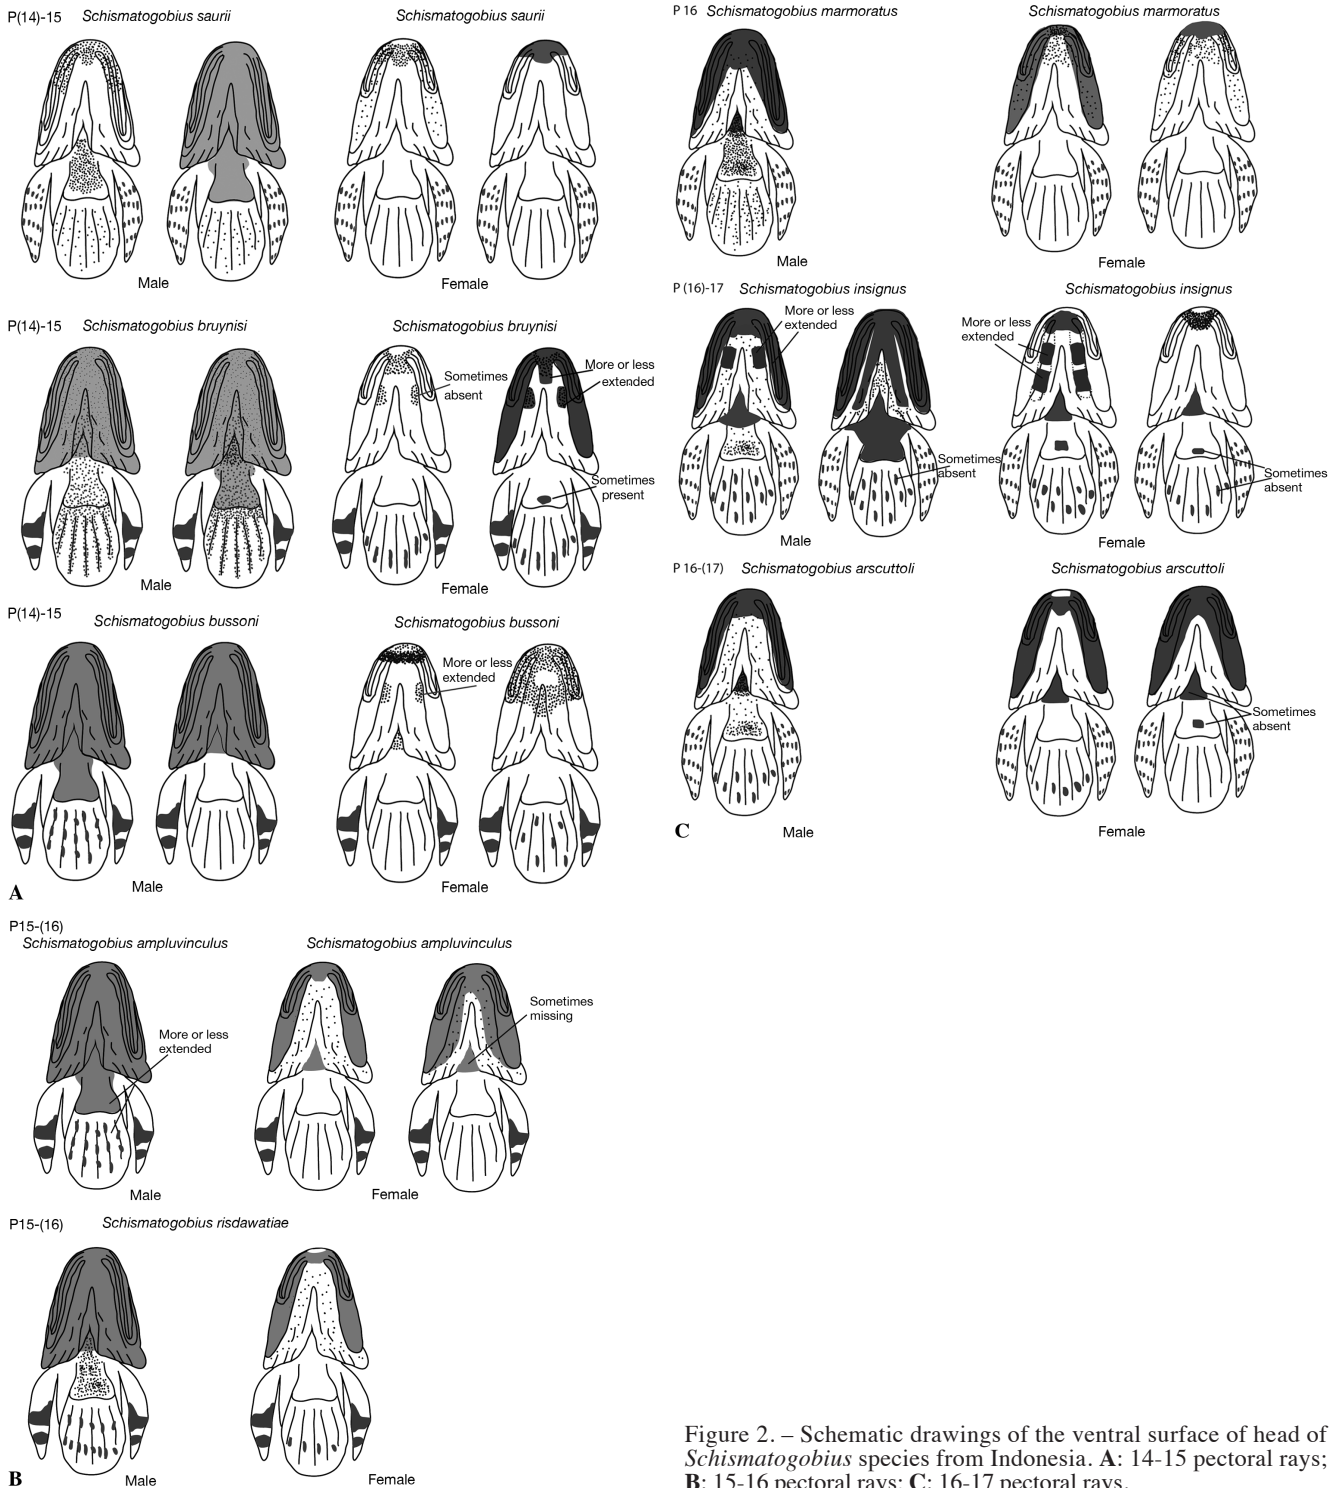 P(14)-15
Schismatogobius saurii
Schismatogobius saurii
Male
Female
P(14)-15
Schismatogobius bruynisi
Schismatogobius bruynisi
Sometimes
absent
More or less
extended
Sometimes
present
Male
Female
P(14)-15
Schismatogobius bussoni
Schismatogobius bussoni
More or less
extended
Male
Female
A
P15-(16)
Schismatogobius ampluvinculus
Schismatogobius ampluvinculus
More or less
extended
Sometimes
missing
Male
Female
P15-(16)
Schismatogobius risdawatiae
Male
Female
B
P 16
Schismatogobius marmoratus
Schismatogobius marmoratus
Male
Female
P (16)-17
Schismatogobius insignus
Schismatogobius insignus
More or less
extended
More or less
extended
Sometimes
absent
Sometimes
absent
Male
Female
P 16-(17)
Schismatogobius arscuttoli
Schismatogobius arscuttoli
Sometimes
absent
C
Male
Female
Figure 2. – Schematic drawings of the ventral surface of head of
Schismatogobius species from Indonesia. A: 14-15 pectoral rays;
B: 15-16 pectoral rays; C: 16-17 pectoral rays.